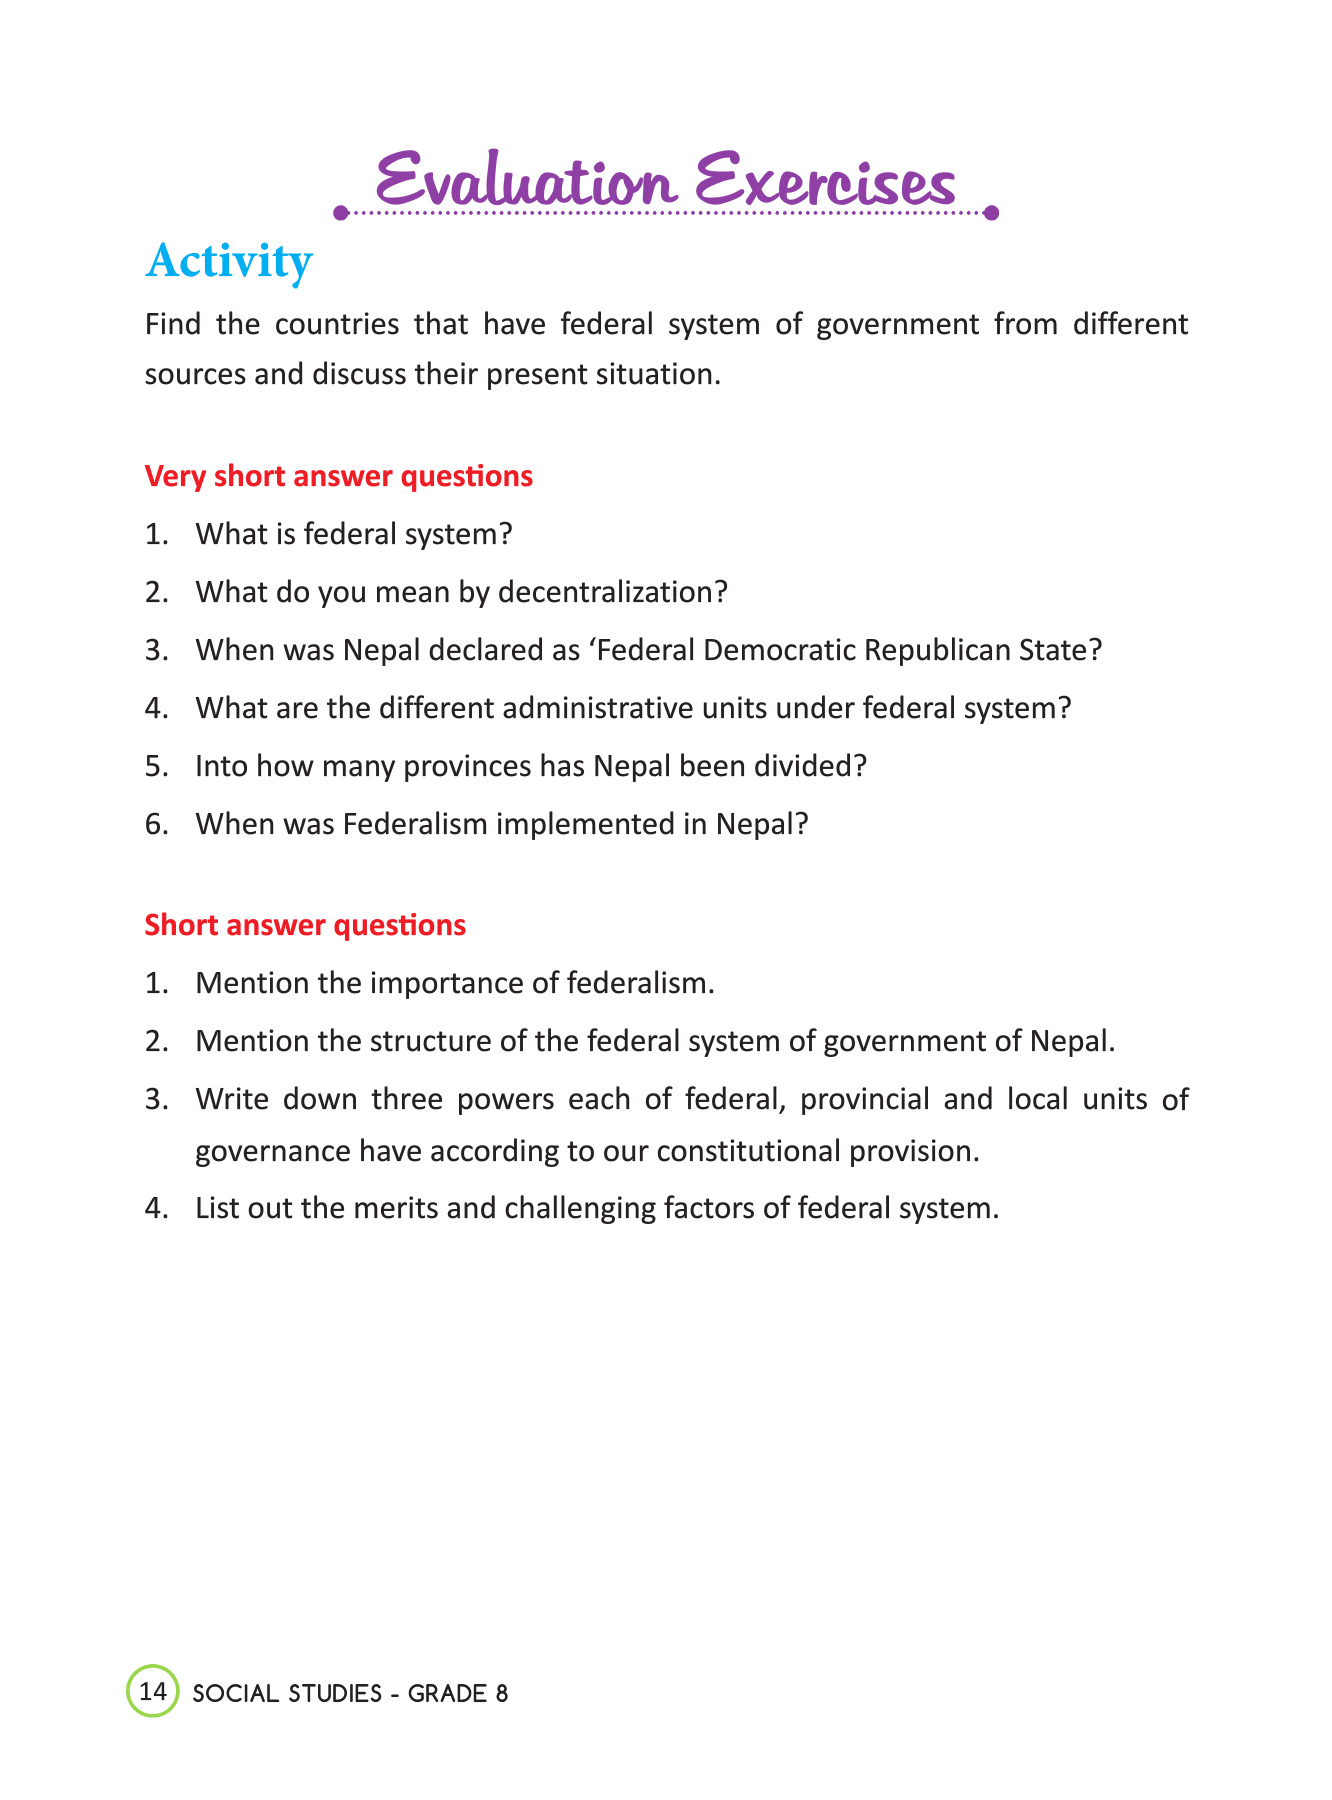 Evaluation Exercises
Activity
Find the countries that have federal system of government from different
sources and discuss their present situation.
Very short answer questions
1. What is federal system?
2. What do you mean by decentralization?
3. When was Nepal declared as ‘Federal Democratic Republican State?
4. What are the different administrative units under federal system?
5. Into how many provinces has Nepal been divided?
6. When was Federalism implemented in Nepal?
Short answer questions
1. Mention the importance of federalism.
2. Mention the structure of the federal system of government of Nepal.
3. Write down three powers each of federal, provincial and local units of
governance have according to our constitutional provision.
4. List out the merits and challenging factors of federal system.
14 SOCIAL STUDIES - GRADE 8